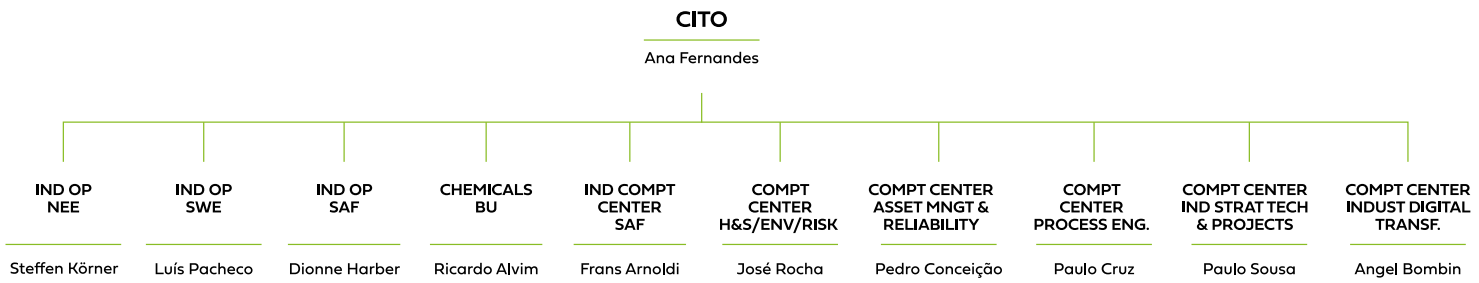 CITO
Ana Fernandes
IND OP
NEE
Steffen Körner
IND OP
SWE
Luís Pacheco
IND OP
SAF
Dionne Harber
CHEMICALS
BU
Ricardo Alvim
IND COMPT
CENTER
SAF
Frans Arnoldi
COMPT
CENTER
H&S/ENV/RISK
José Rocha
COMPT CENTER
ASSET MNGT &
RELIABILITY
Pedro Conceição
COMPT
CENTER
PROCESS ENG.
Paulo Cruz
COMPT CENTER
IND STRAT TECH
& PROJECTS
Paulo Sousa
COMPT CENTER
INDUST DIGITAL
TRANSF.
Angel Bombin